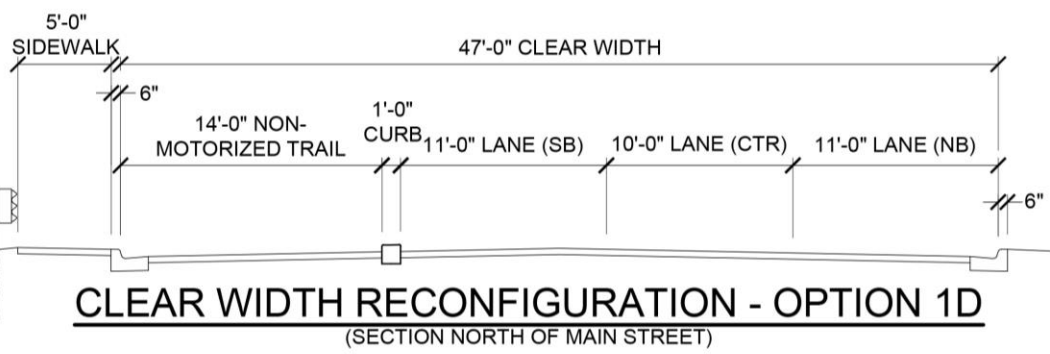 5'-0"
SIDEWALK
47'-0" CLEAR WIDTH
6"
14'-0" NON-
MOTORIZED TRAIL
1'-0"
CURB
11'-0" LANE (SB)
10'-0" LANE (CTR)
11'-0" LANE (NB)
6"
CLEAR WIDTH RECONFIGURATION - OPTION 1D
(SECTION NORTH OF MAIN STREET)